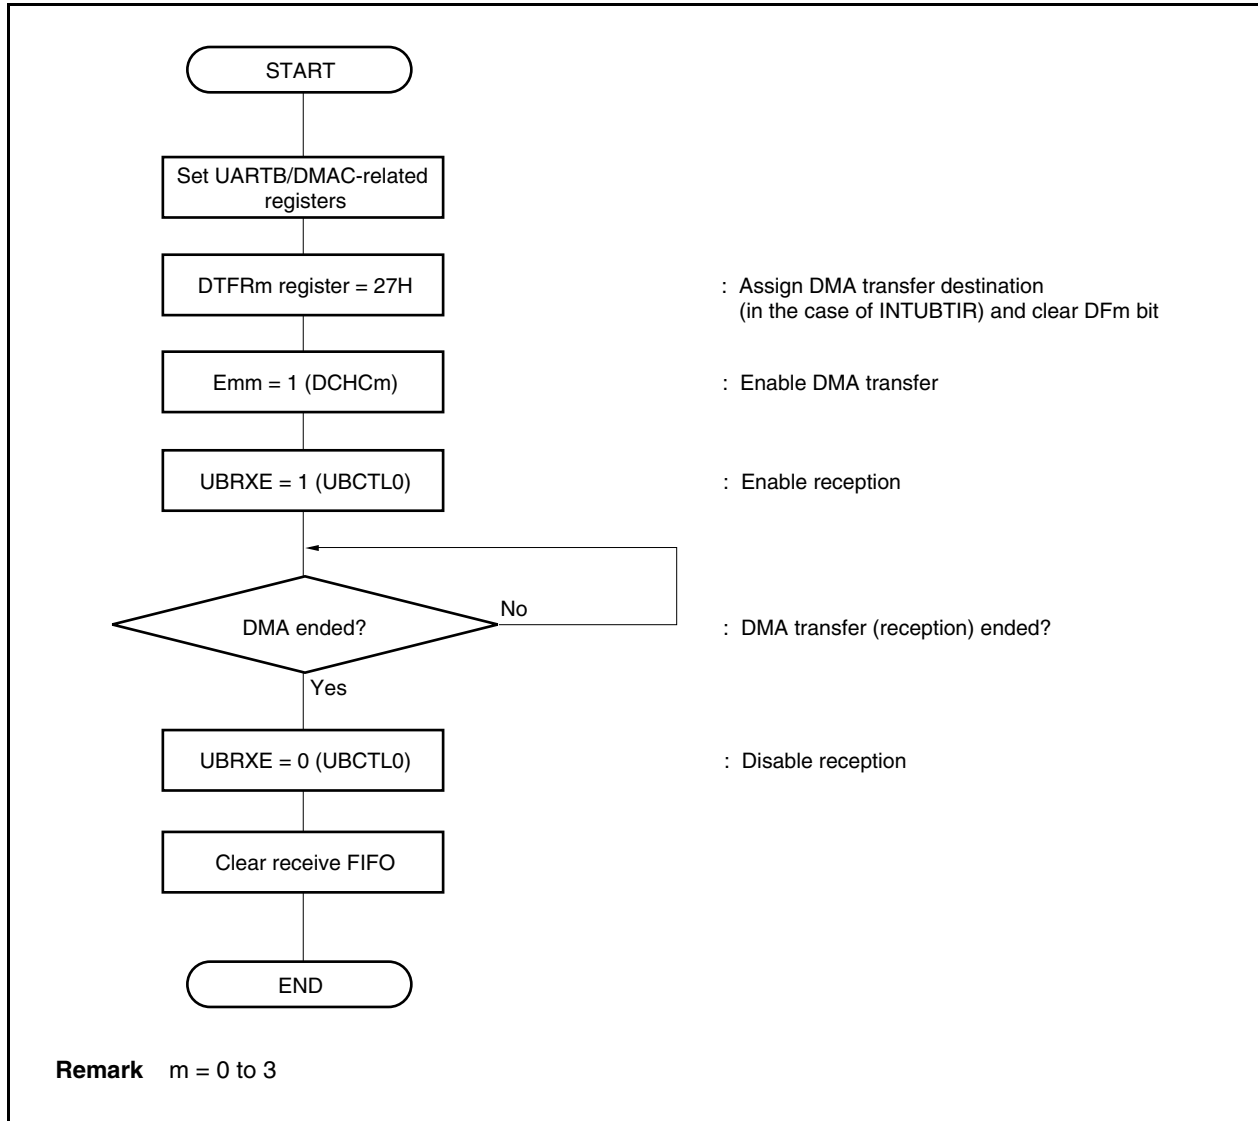 START
Set UARTB/DMAC-related
registers
DTFRm register = 27H
: Assign DMA transfer destination
(in the case of INTUBTIR) and clear DFm bit
Emm = 1 (DCHCm)
: Enable DMA transfer
UBRXE = 1 (UBCTL0)
: Enable reception
DMA ended?
No
: DMA transfer (reception) ended?
Yes
UBRXE = 0 (UBCTL0)
: Disable reception
Clear receive FIFO
END
Remark m = 0 to 3